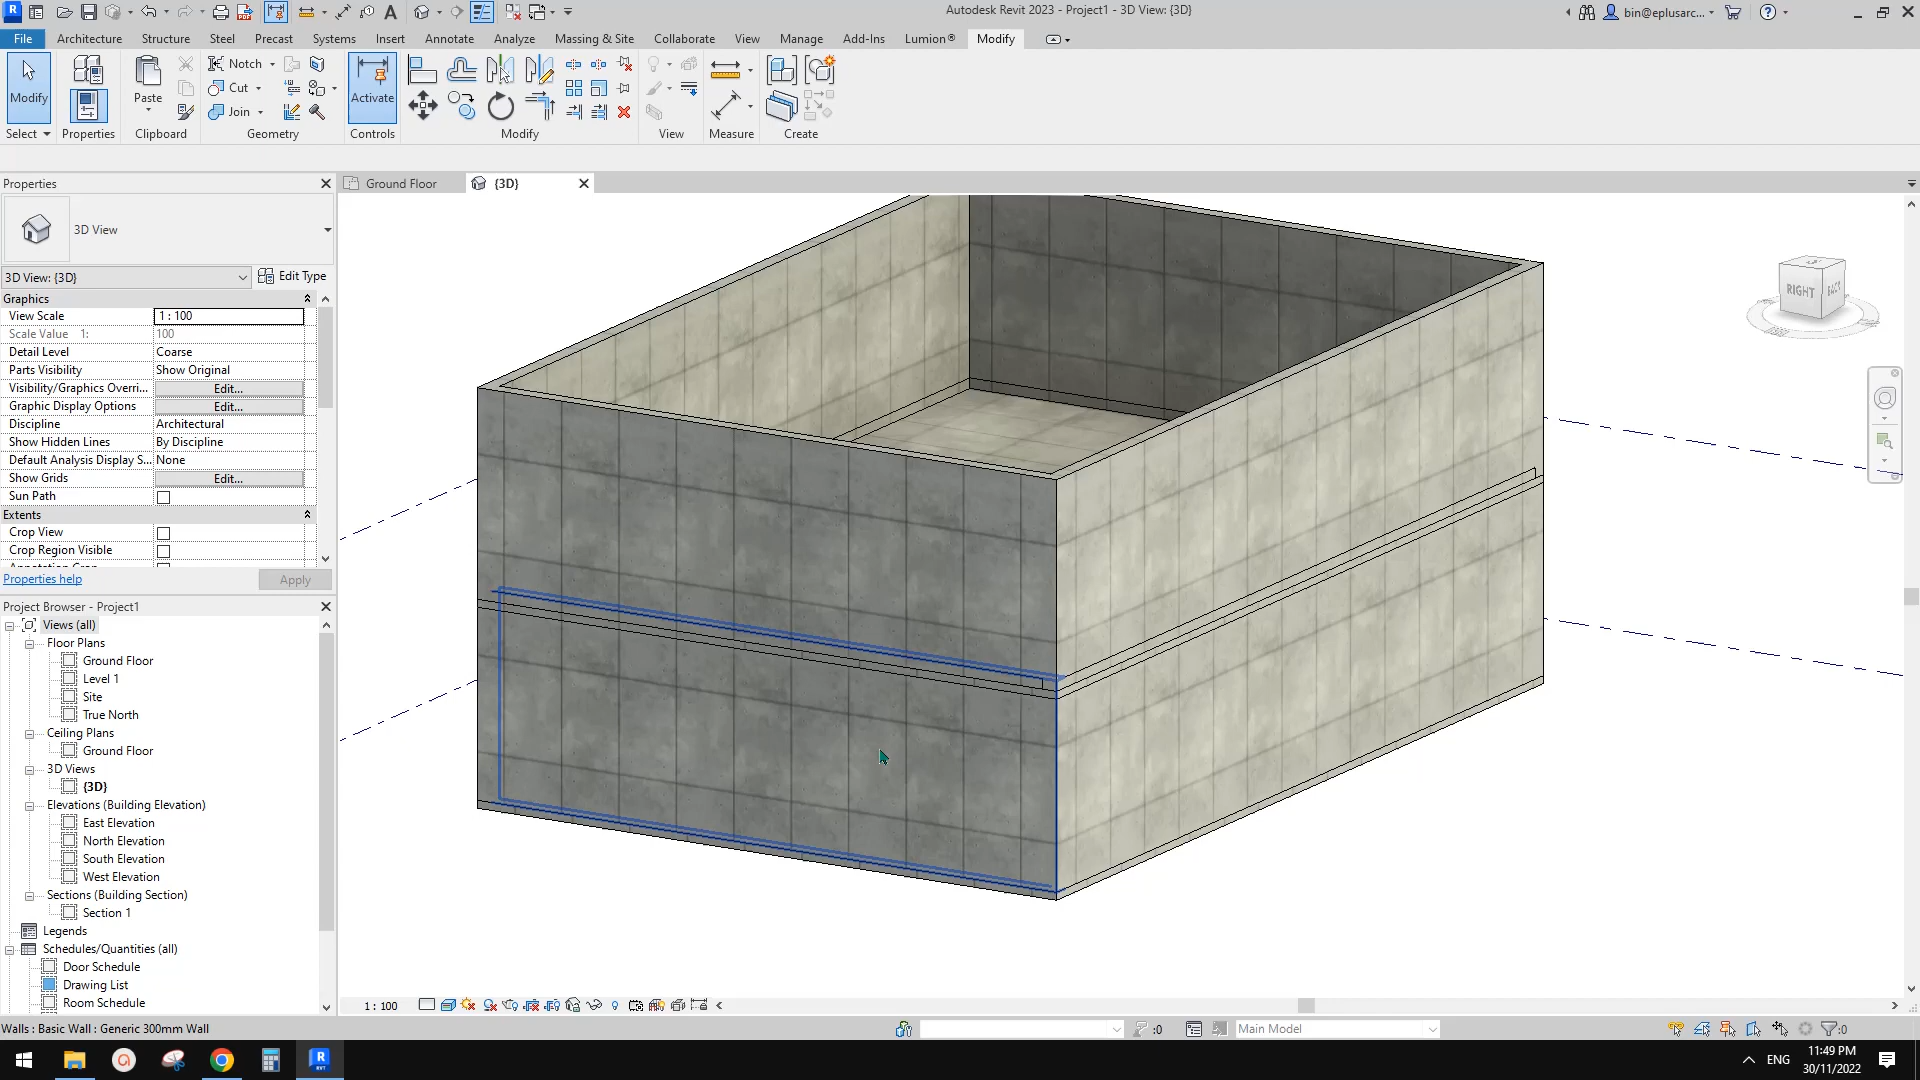 Autodesk Revit 2023 - Project1 - 3D View: {3D}
bin@eplusarc...
File Architecture Structure Steel Precast Systems Insert Annotate Analyze Massing & Site Collaborate View Manage Add-Ins Lumion® Modify
Modify
Paste
Notch
Cut
Join
Activate
Select Properties Clipboard Geometry Controls Modify View Measure Create
Properties
Ground Floor
{3D}
3D View
3D View: {3D}
Edit Type
Graphics
View Scale 1 : 100
Scale Value 1: 100
Detail Level Coarse
Parts Visibility Show Original
Visibility/Graphics Overri... Edit...
Graphic Display Options Edit...
Discipline Architectural
Show Hidden Lines By Discipline
Default Analysis Display S... None
Show Grids Edit...
Sun Path
Extents
Crop View
Crop Region Visible
Properties help
Apply
Project Browser - Project1
Views (all)
Floor Plans
Ground Floor
Level 1
Site
True North
Ceiling Plans
Ground Floor
3D Views
{3D}
Elevations (Building Elevation)
East Elevation
North Elevation
South Elevation
West Elevation
Sections (Building Section)
Section 1
Legends
Schedules/Quantities (all)
Door Schedule
Drawing List
Room Schedule
RIGHT
BACK
1 : 100
Walls : Basic Wall : Generic 300mm Wall
:0
Main Model
:0
ENG
11:49 PM
30/11/2022